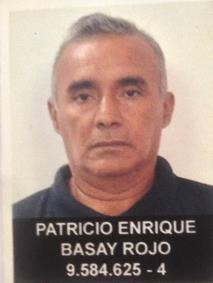 PATRICIO ENRIQUE
BASAY ROJO
9.584.625 - 4